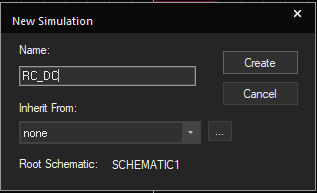 New Simulation
Name:
RC_DC
Create
Cancel
Inherit From:
none
...
Root Schematic: SCHEMATIC1